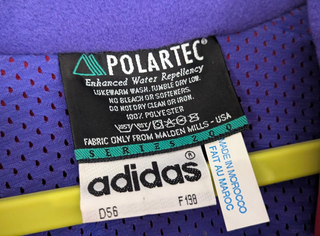 POLARTEC®
Enhanced Water Repellency
LUKEWARM WASH. TUMBLE DRY LOW.
NO BLEACH OR SOFTENERS.
DO NOT DRY CLEAN OR IRON.
100% POLYESTER
FABRIC ONLY FROM MALDEN MILLS - USA
SERIES 200
adidas
D56 F198
MADE IN MOROCCO
FAIT AU MAROC